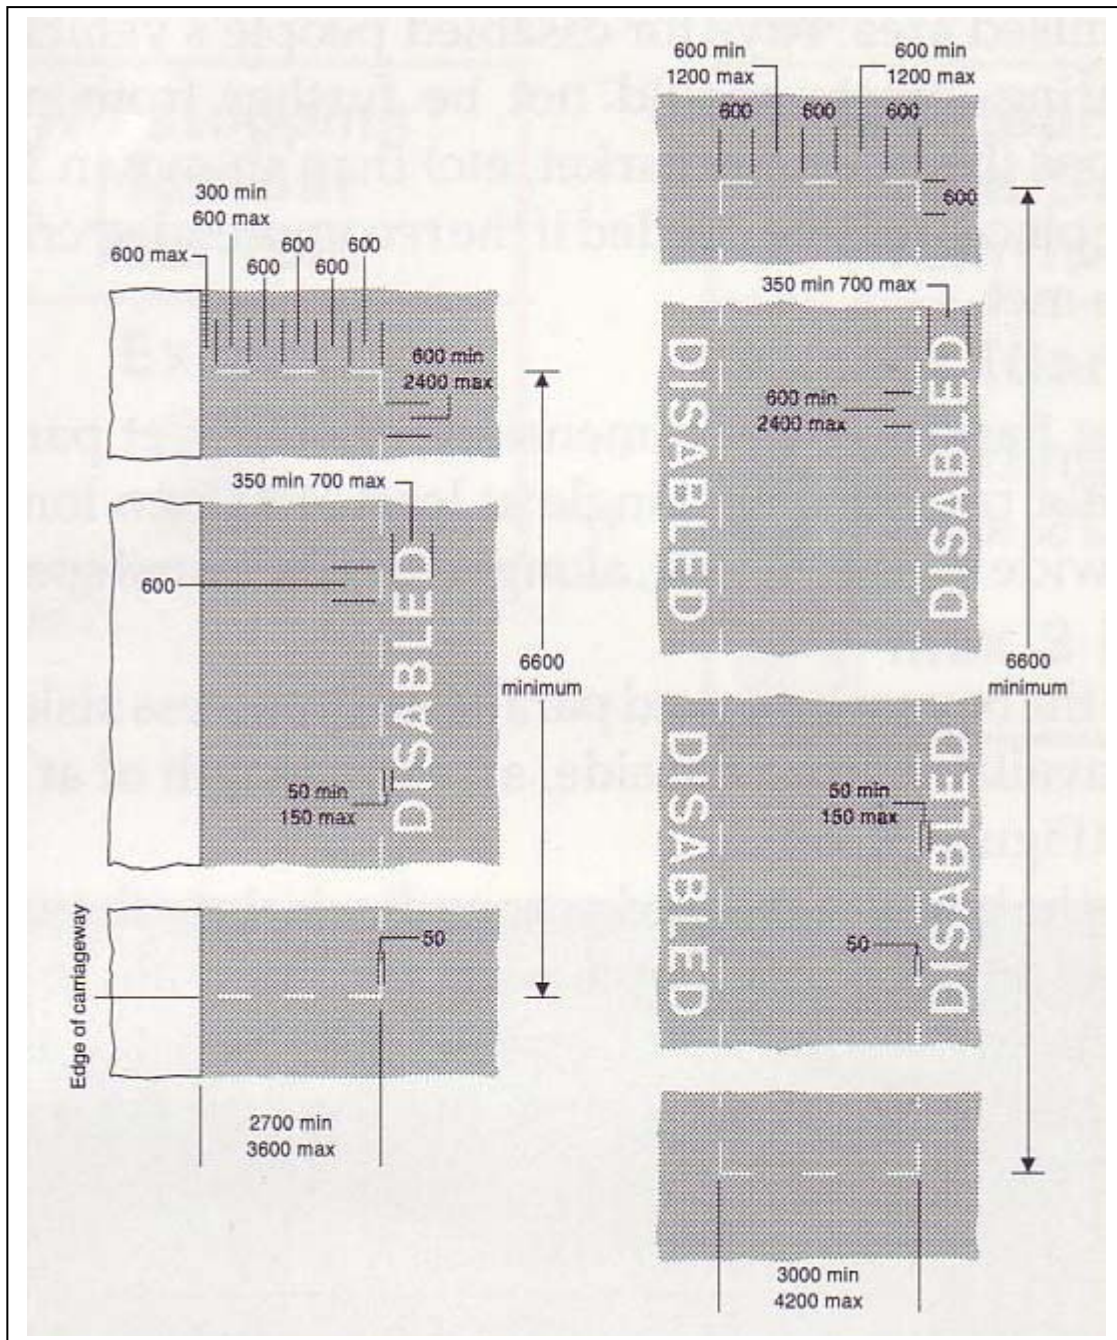 300 min
600 max
600 max
600
600
600
600
600 min
2400 max
350 min 700 max
600
DISABLED
50 min
150 max
6600
minimum
50
Edge of carriageway
2700 min
3600 max
600 min
1200 max
600 min
1200 max
600
600
600
600
350 min 700 max
DISABLED
DISABLED
600 min
2400 max
6600
minimum
DISABLED
DISABLED
50 min
150 max
50
3000 min
4200 max